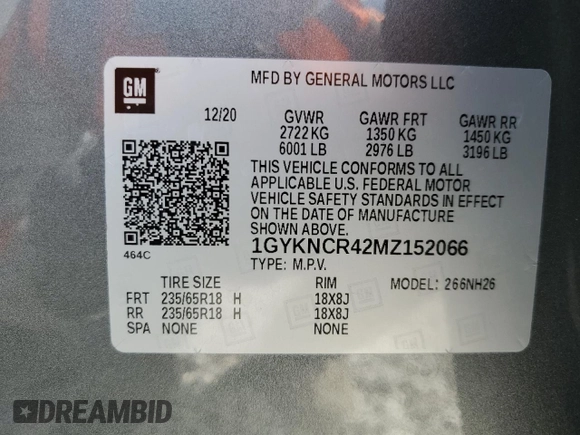 GM
MFD BY GENERAL MOTORS LLC
12/20 GVWR GAWR FRT GAWR RR
2722 KG 1350 KG 1450 KG
6001 LB 2976 LB 3196 LB
THIS VEHICLE CONFORMS TO ALL
APPLICABLE U.S. FEDERAL MOTOR
VEHICLE SAFETY STANDARDS IN EFFECT
ON THE DATE OF MANUFACTURE
SHOWN ABOVE.
464C 1GYKNCR42MZ152066
TYPE: M.P.V.
TIRE SIZE RIM MODEL: 266NH26
FRT 235/65R18 H 18X8J
RR 235/65R18 H 18X8J
SPA NONE NONE
DREAMBID